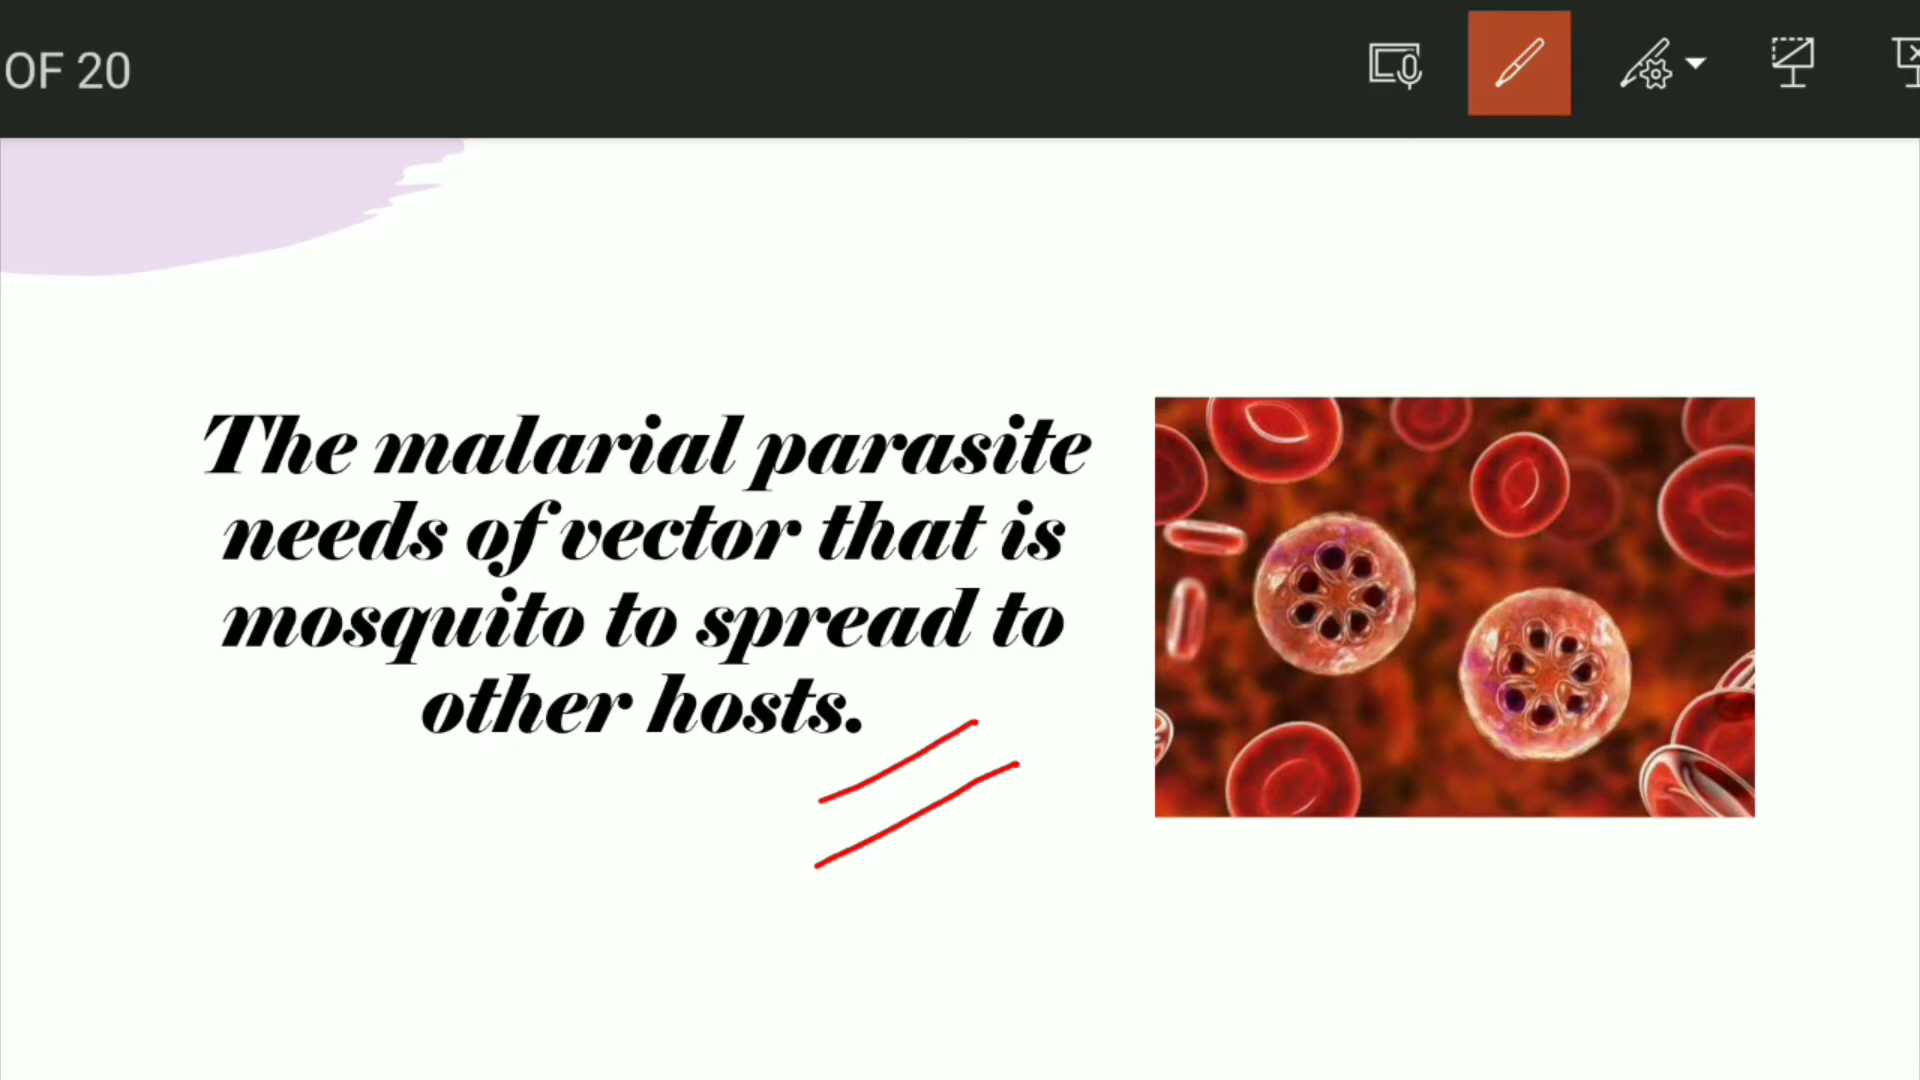 OF 20
The malarial parasite
needs of vector that is
mosquito to spread to
other hosts.